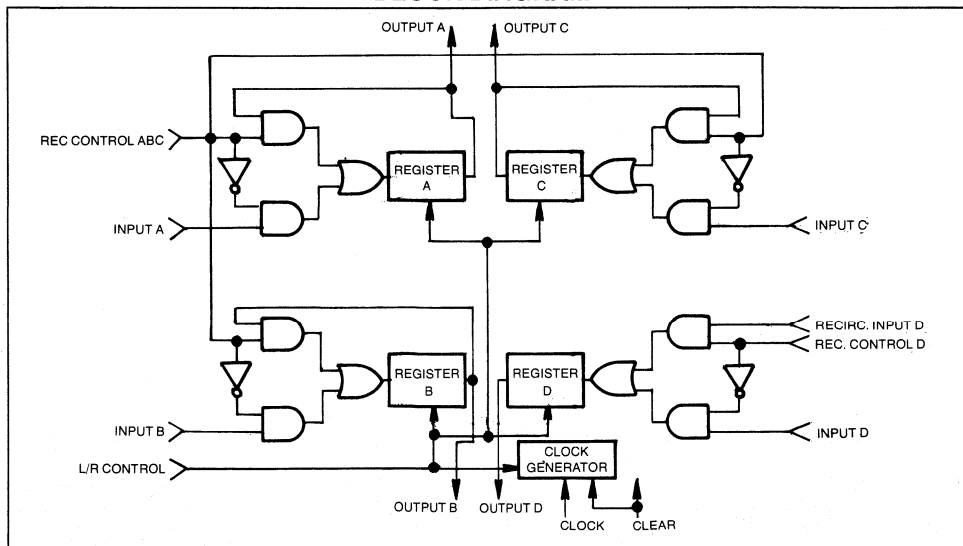 OUTPUT A
OUTPUT C
REC CONTROL ABC
REGISTER
A
REGISTER
C
INPUT A
INPUT C
RECIRC. INPUT D
REC. CONTROL D
REGISTER
B
REGISTER
D
INPUT B
INPUT D
L/R CONTROL
CLOCK
GENERATOR
OUTPUT B
OUTPUT D
CLOCK
CLEAR